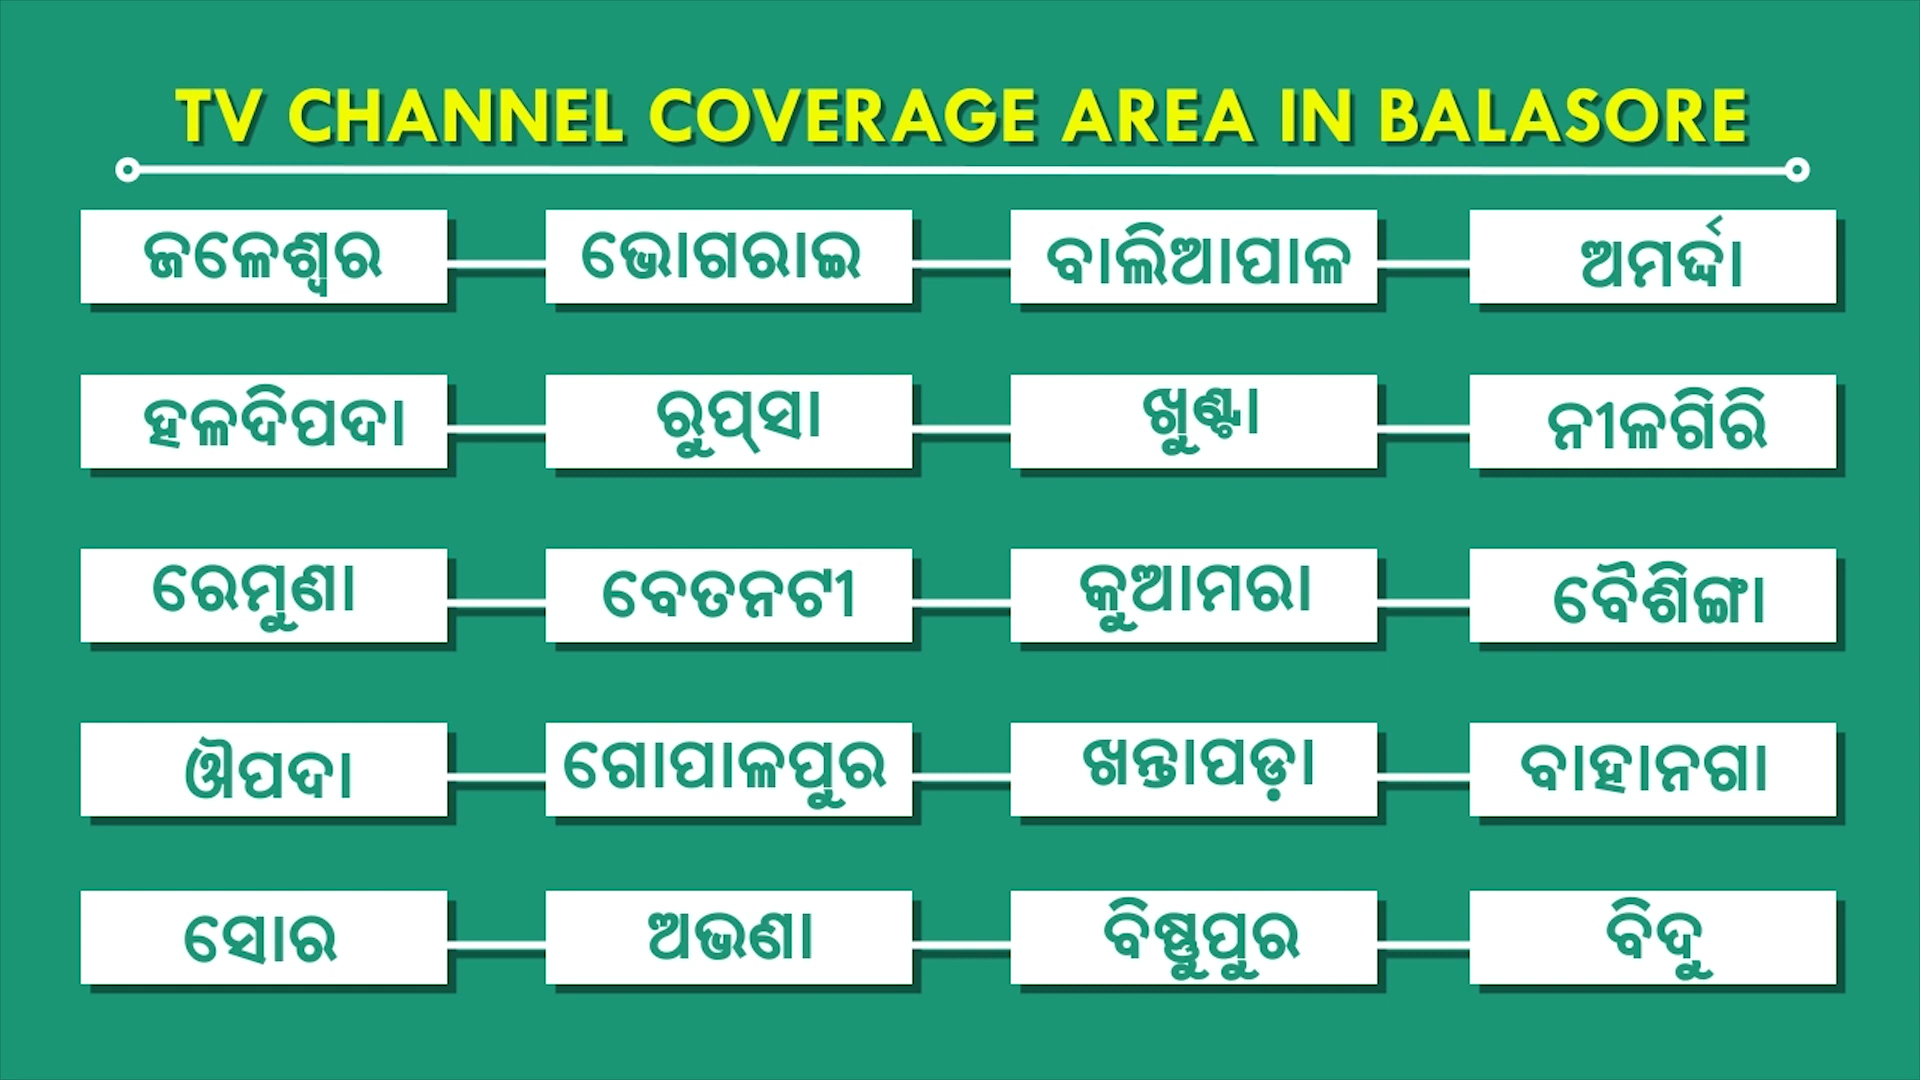 TV CHANNEL COVERAGE AREA IN BALASORE
ଜଳେଶ୍ୱର ଭୋଗରାଇ ବାଲିଆପାଳ ଅମର୍ଦ୍ଦା
ହଳଦିପଦା ରୁପ୍‌ସା ଖୁଣ୍ଟା ନୀଳଗିରି
ରେମୁଣା ବେତନଟୀ କୁଆମରା ବୈଶିଙ୍ଗା
ଔପଦା ଗୋପାଳପୁର ଖନ୍ତାପଡ଼ା ବାହାନଗା
ସୋର ଅଭଣା ବିଷ୍ଣୁପୁର ବିଦୁ